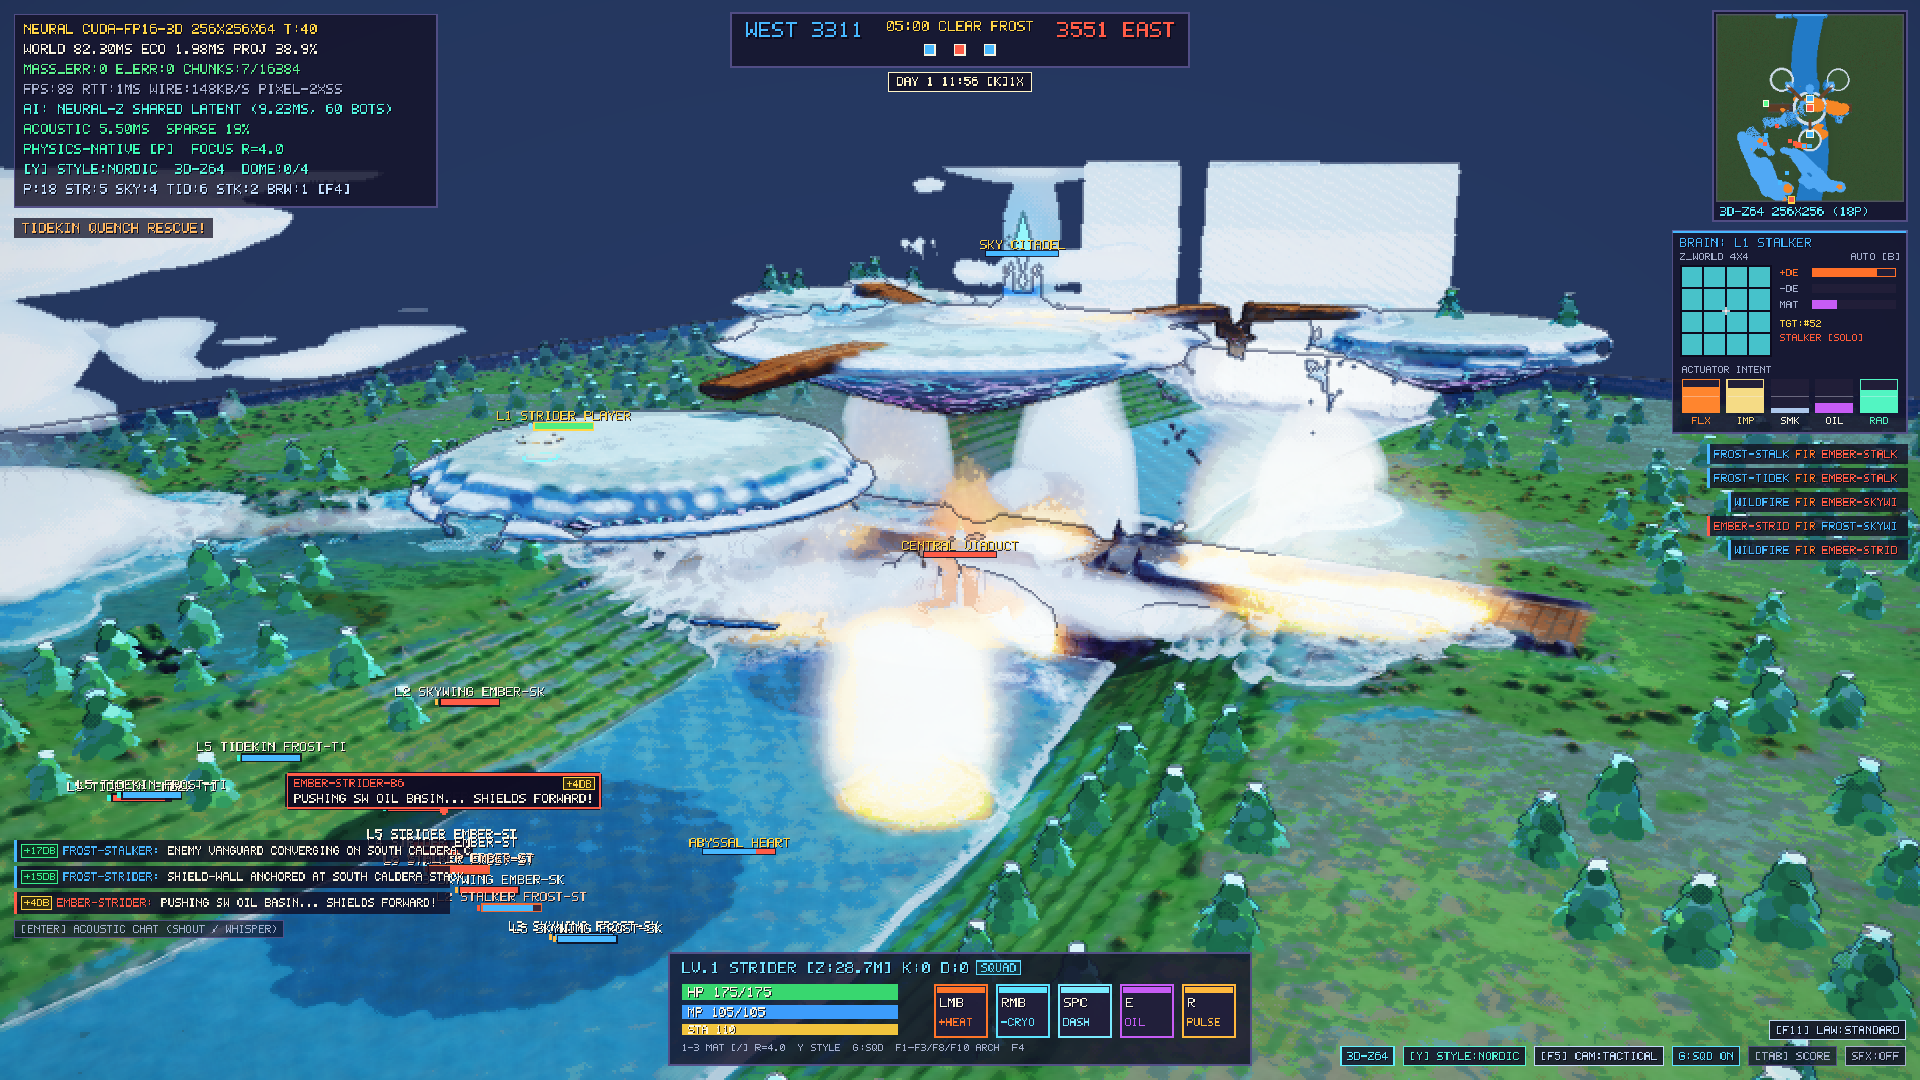 NEURAL CUDA-FP16-3D 256X256X64 T:40
WORLD 82.30MS ECO 1.98MS PROJ 38.9%
MASS_ERR:0 E_ERR:0 CHUNKS:7/16384
FPS:88 RTT:1MS WIRE:148KB/S PIXEL-2XSS
AI: NEURAL-Z SHARED LATENT (9.23MS, 60 BOTS)
ACOUSTIC 5.50MS SPARSE 19%
PHYSICS-NATIVE [P] FOCUS R=4.0
[Y] STYLE:NORDIC 3D-Z64 DOME:0/4
P:18 STR:5 SKY:4 TID:6 STK:2 BRW:1 [F4]
TIDEKIN QUENCH RESCUE!
WEST 3311 05:00 CLEAR FROST 3551 EAST
DAY 1 11:56 [K]1X
3D-Z64 256X256 (18P)
BRAIN: L1 STALKER
Z_WORLD 4X4 AUTO [B]
+DE
-DE
MAT
TGT:#52
STALKER [SOLO]
ACTUATOR INTENT
FLX IMP SMK OIL RAD
FROST-STALK FIR EMBER-STALK
FROST-TIDEK FIR EMBER-STALK
WILDFIRE FIR EMBER-SKYWI
EMBER-STRID FIR FROST-SKYWI
WILDFIRE FIR EMBER-STRID
SKY CITADEL
L1 STRIDER PLAYER
CENTRAL VIADUCT
L2 SKYWING EMBER-SK
L5 TIDEKIN FROST-TI
EMBER-STRIDER-B6 +4DB
PUSHING SW OIL BASIN... SHIELDS FORWARD!
L5 STRIDER EMBER-ST
ABYSSAL HEART
+17DB FROST-STALKER: ENEMY VANGUARD CONVERGING ON SOUTH CALDERA
+15DB FROST-STRIDER: SHIELD-WALL ANCHORED AT SOUTH CALDERA STACK
+4DB EMBER-STRIDER: PUSHING SW OIL BASIN... SHIELDS FORWARD!
STALKER FROST-ST
[ENTER] ACOUSTIC CHAT (SHOUT / WHISPER)
LV.1 STRIDER [Z:28.7M] K:0 D:0 SQUAD
HP 175/175
MP 105/105
STA 110
LMB +HEAT
RMB -CRYO
SPC DASH
E OIL
R PULSE
1-3 MAT [/] R=4.0 Y STYLE G:SQD F1-F3/F8/F10 ARCH F4
[F11] LAW:STANDARD
3D-Z64 [Y] STYLE:NORDIC [F5] CAM:TACTICAL G:SQD ON [TAB] SCORE SFX:OFF